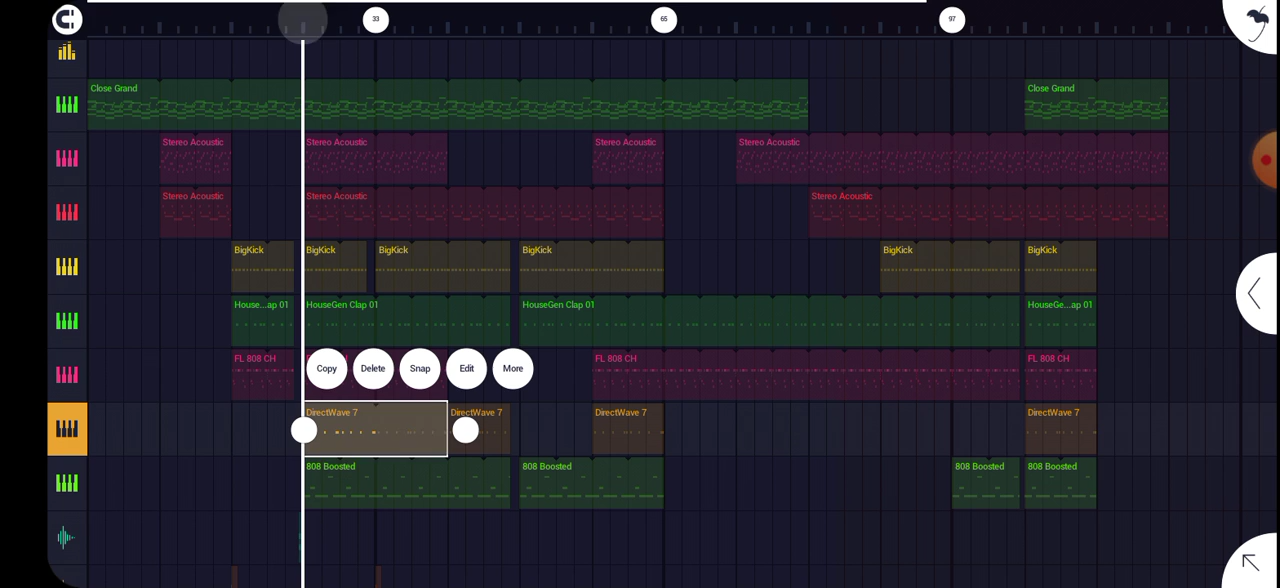 33 65 97
Close Grand Close Grand
Stereo Acoustic Stereo Acoustic Stereo Acoustic Stereo Acoustic
Stereo Acoustic Stereo Acoustic Stereo Acoustic
BigKick BigKick BigKick BigKick BigKick BigKick
House...ap 01 HouseGen Clap 01 HouseGen Clap 01 HouseGe...ap 01
FL 808 CH FL 808 CH FL 808 CH
Copy Delete Snap Edit More
DirectWave 7 DirectWave 7 DirectWave 7 DirectWave 7
808 Boosted 808 Boosted 808 Boosted 808 Boosted